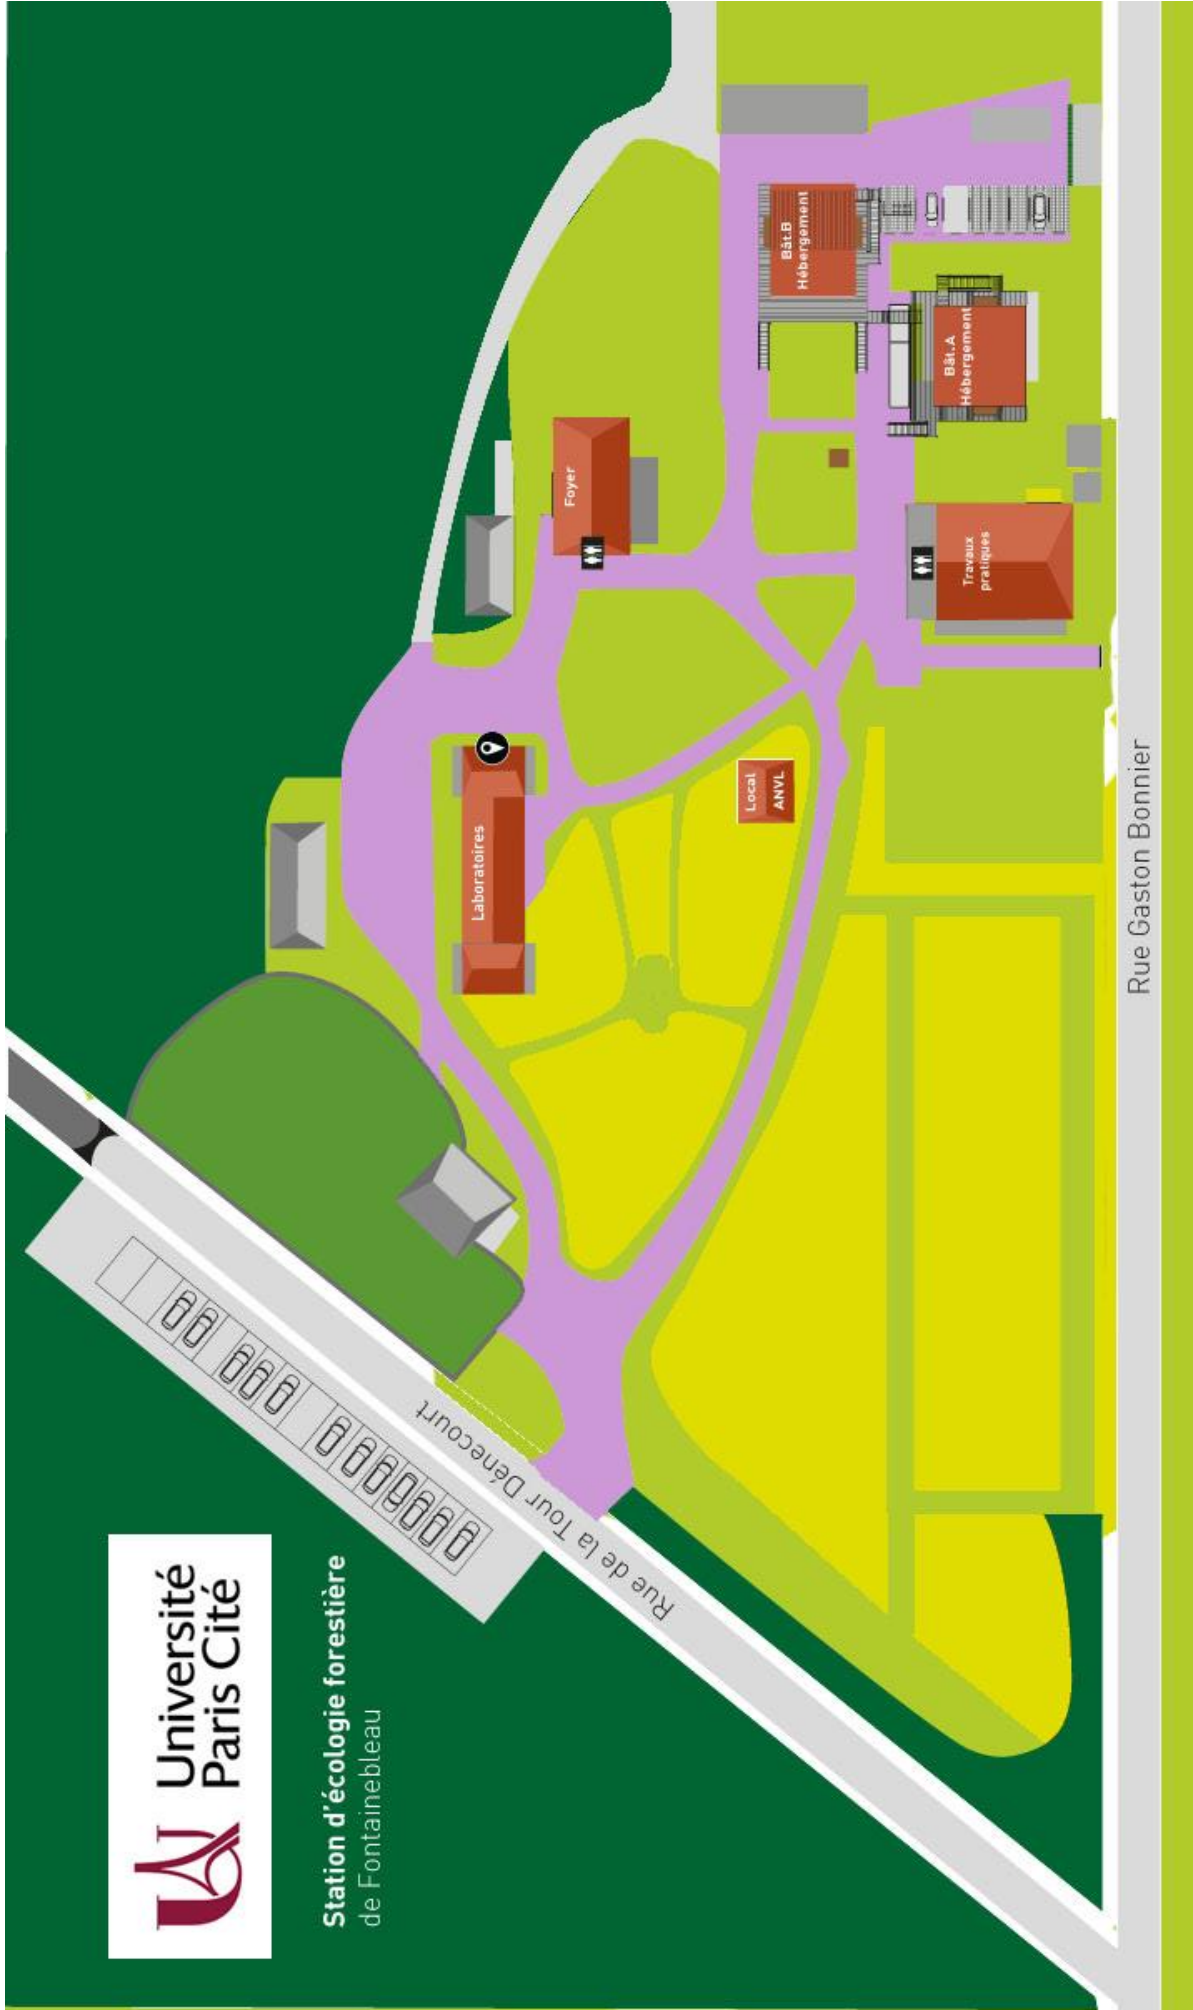 Université
Paris Cité
Station d'écologie forestière
de Fontainebleau
Rue de la Tour Dénecourt
Laboratoires
Foyer
Local
ANVL
Bât.B
Hébergement
Bât.A
Hébergement
Travaux
pratiques
Rue Gaston Bonnier